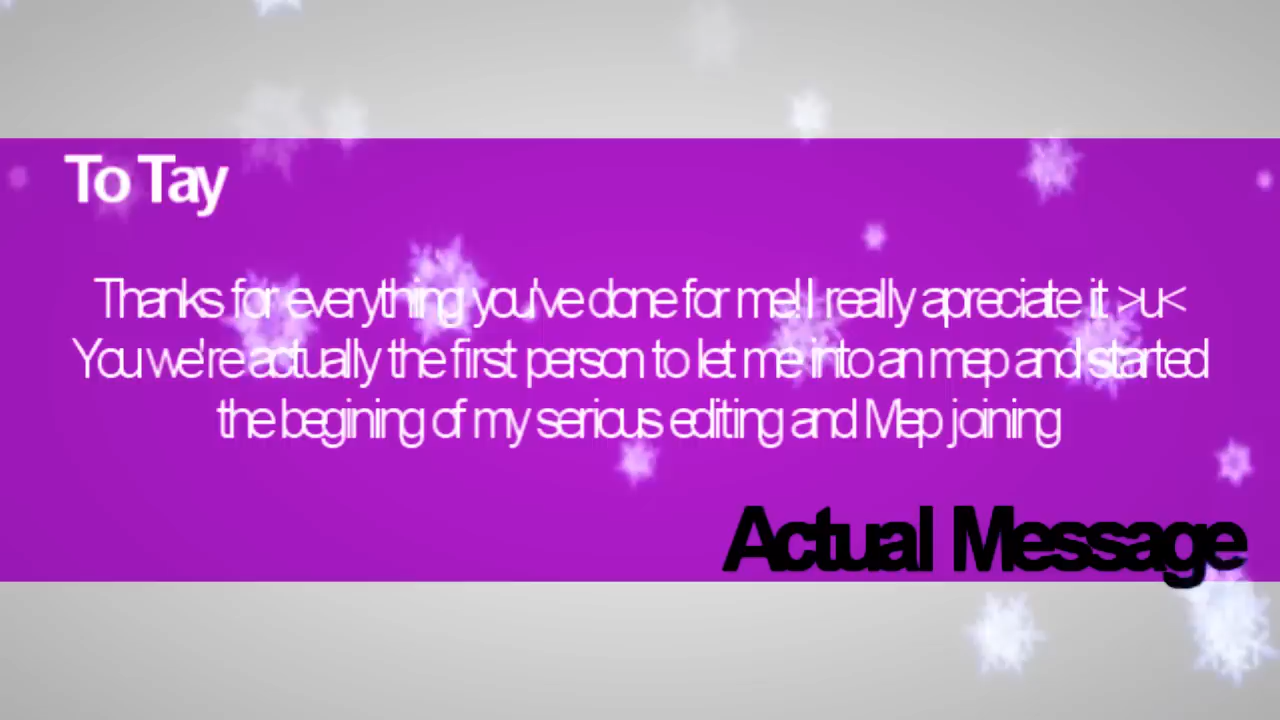 To Tay
Thanks for everything you've done for me! I really apreciate it >u<
You we're actually the first person to let me into an mep and started
the begining of my serious editing and Mep joining
Actual Message